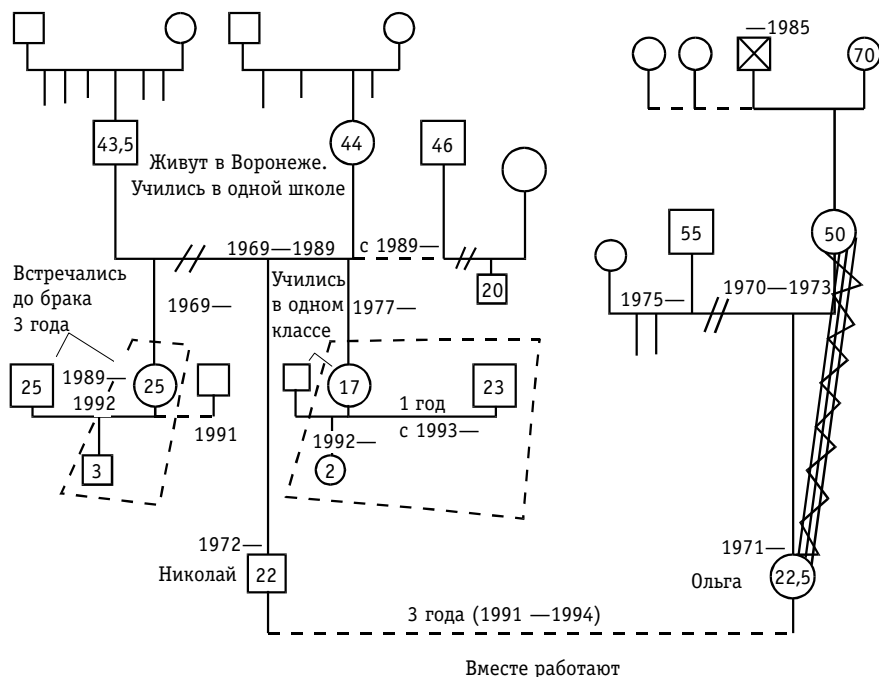 —1985
70
43,5
44
46
Живут в Воронеже.
Учились в одной школе
50
55
1969—1989
с 1989—
20
Встречались
до брака
3 года
1969—
Учились
в одном
классе
1977—
1975—
1970—1973
25
1989—
1992
25
1991
17
1 год
с 1993—
23
3
1992—
2
1972—
Николай
22
1971—
Ольга
22,5
3 года (1991 —1994)
Вместе работают